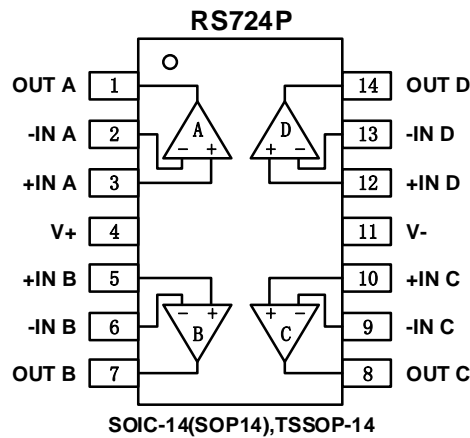 RS724P
OUT A 1 14 OUT D
-IN A 2 A D 13 -IN D
- + + -
+IN A 3 12 +IN D
V+ 4 11 V-
+IN B 5 10 +IN C
- + + -
-IN B 6 B C 9 -IN C
OUT B 7 8 OUT C
SOIC-14(SOP14),TSSOP-14